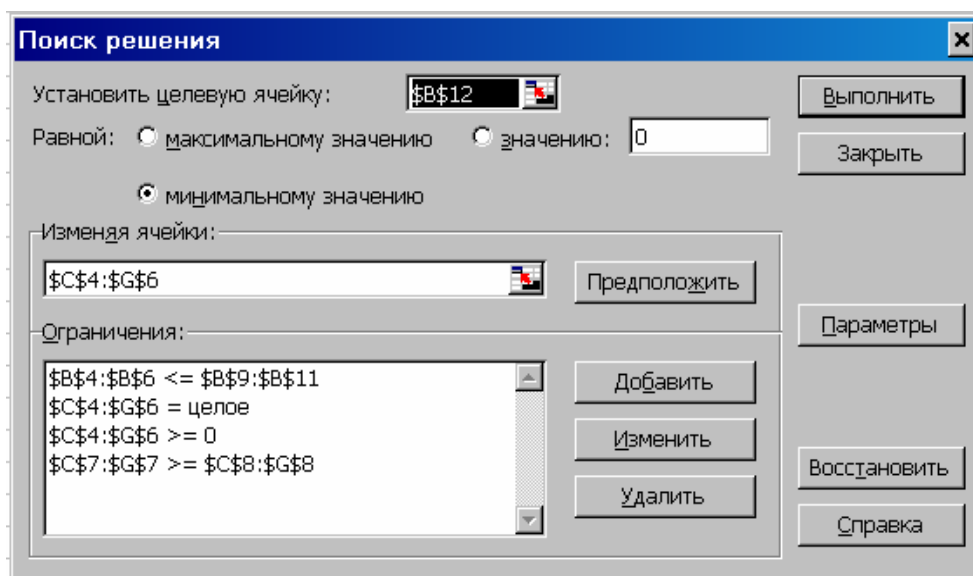 Поиск решения
Установить целевую ячейку: $B$12
Выполнить
Равной: максимальному значению значению: 0
Закрыть
минимальному значению
Изменяя ячейки:
$C$4:$G$6
Предположить
Параметры
Ограничения:
$B$4:$B$6 <= $B$9:$B$11
$C$4:$G$6 = целое
$C$4:$G$6 >= 0
$C$7:$G$7 >= $C$8:$G$8
Добавить
Изменить
Удалить
Восстановить
Справка